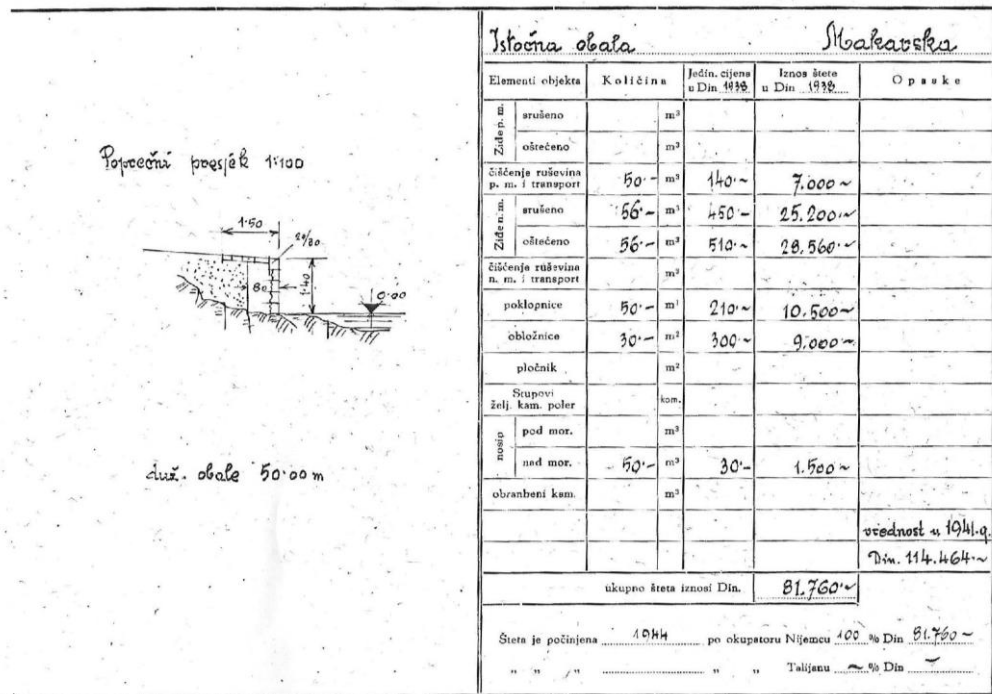 Poprečni presjek 1:100
1·50
20/30
80
1·40
0·00
duž. obale 50·00 m
Istočna obala Makarska
Elementi objekta Količina Jedin. cijena u Din 1938 Iznos štete u Din 1938 Opaske
Ziđe p. m. srušeno m³
oštećeno m³
čišćenje ruševina p. m. i transport 50·– m³ 140·~ 7.000 ~
Ziđe n. m. srušeno 56·– m³ 450·– 25.200·~
oštećeno 56·– m³ 510·~ 28.560·~
čišćenje ruševina n. m. i transport m³
poklopnice 50·– m¹ 210·~ 10.500 ~
obložnice 30·– m² 300·~ 9.000·~
pločnik m²
Stupovi želj. kam. poler kom.
nosip pod mor. m³
nad mor. 50·– m³ 30·– 1.500 ~
obranbeni kam. m³
vrednost u 1941.g.
Din. 114.464·~
ukupno šteta iznosi Din. 81.760·~
Šteta je počinjena 1944 po okupatoru Nijemcu 100 % Din 81.760 ~
„ „ „ „ „ Talijanu ~ % Din ~